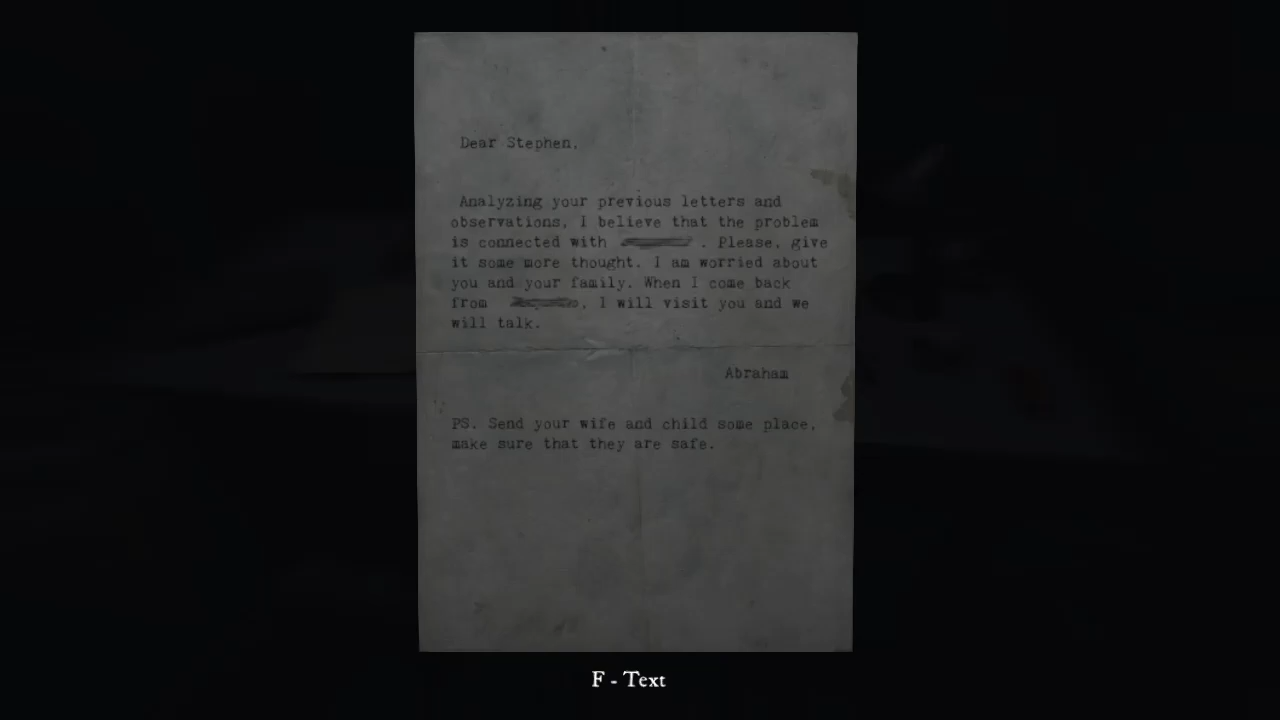 Dear Stephen,
Analyzing your previous letters and
observations, I believe that the problem
is connected with . Please, give
it some more thought. I am worried about
you and your family. When I come back
from , I will visit you and we
will talk.
Abraham
PS. Send your wife and child some place,
make sure that they are safe.
F - Text